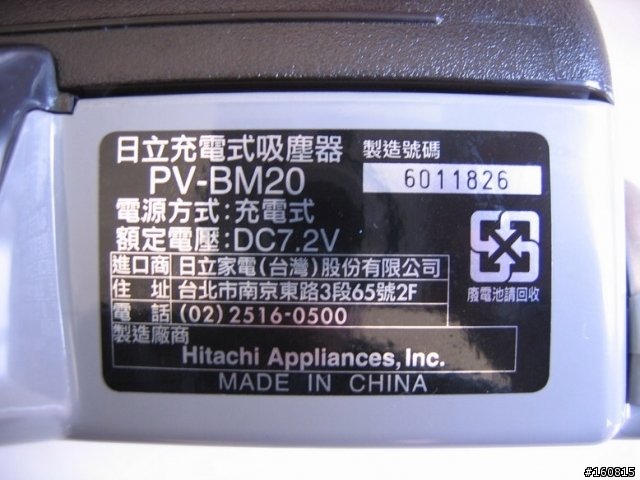 日立充電式吸塵器 製造號碼
PV-BM20 6011826
電源方式:充電式
額定電壓:DC7.2V
進口商 日立家電(台灣)股份有限公司
住址 台北市南京東路3段65號2F
電話 (02)2516-0500
廢電池請回收
製造廠商
Hitachi Appliances, Inc.
MADE IN CHINA
#160815